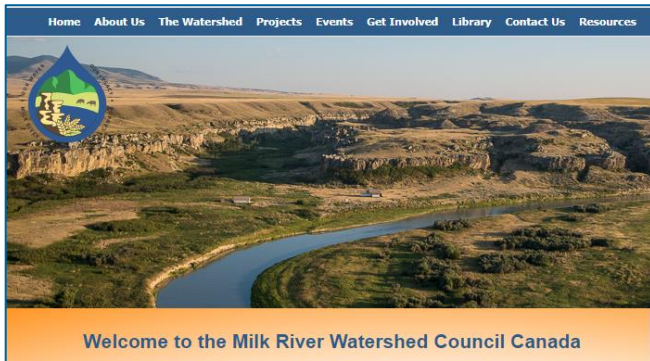 Home About Us The Watershed Projects Events Get Involved Library Contact Us Resources
Welcome to the Milk River Watershed Council Canada